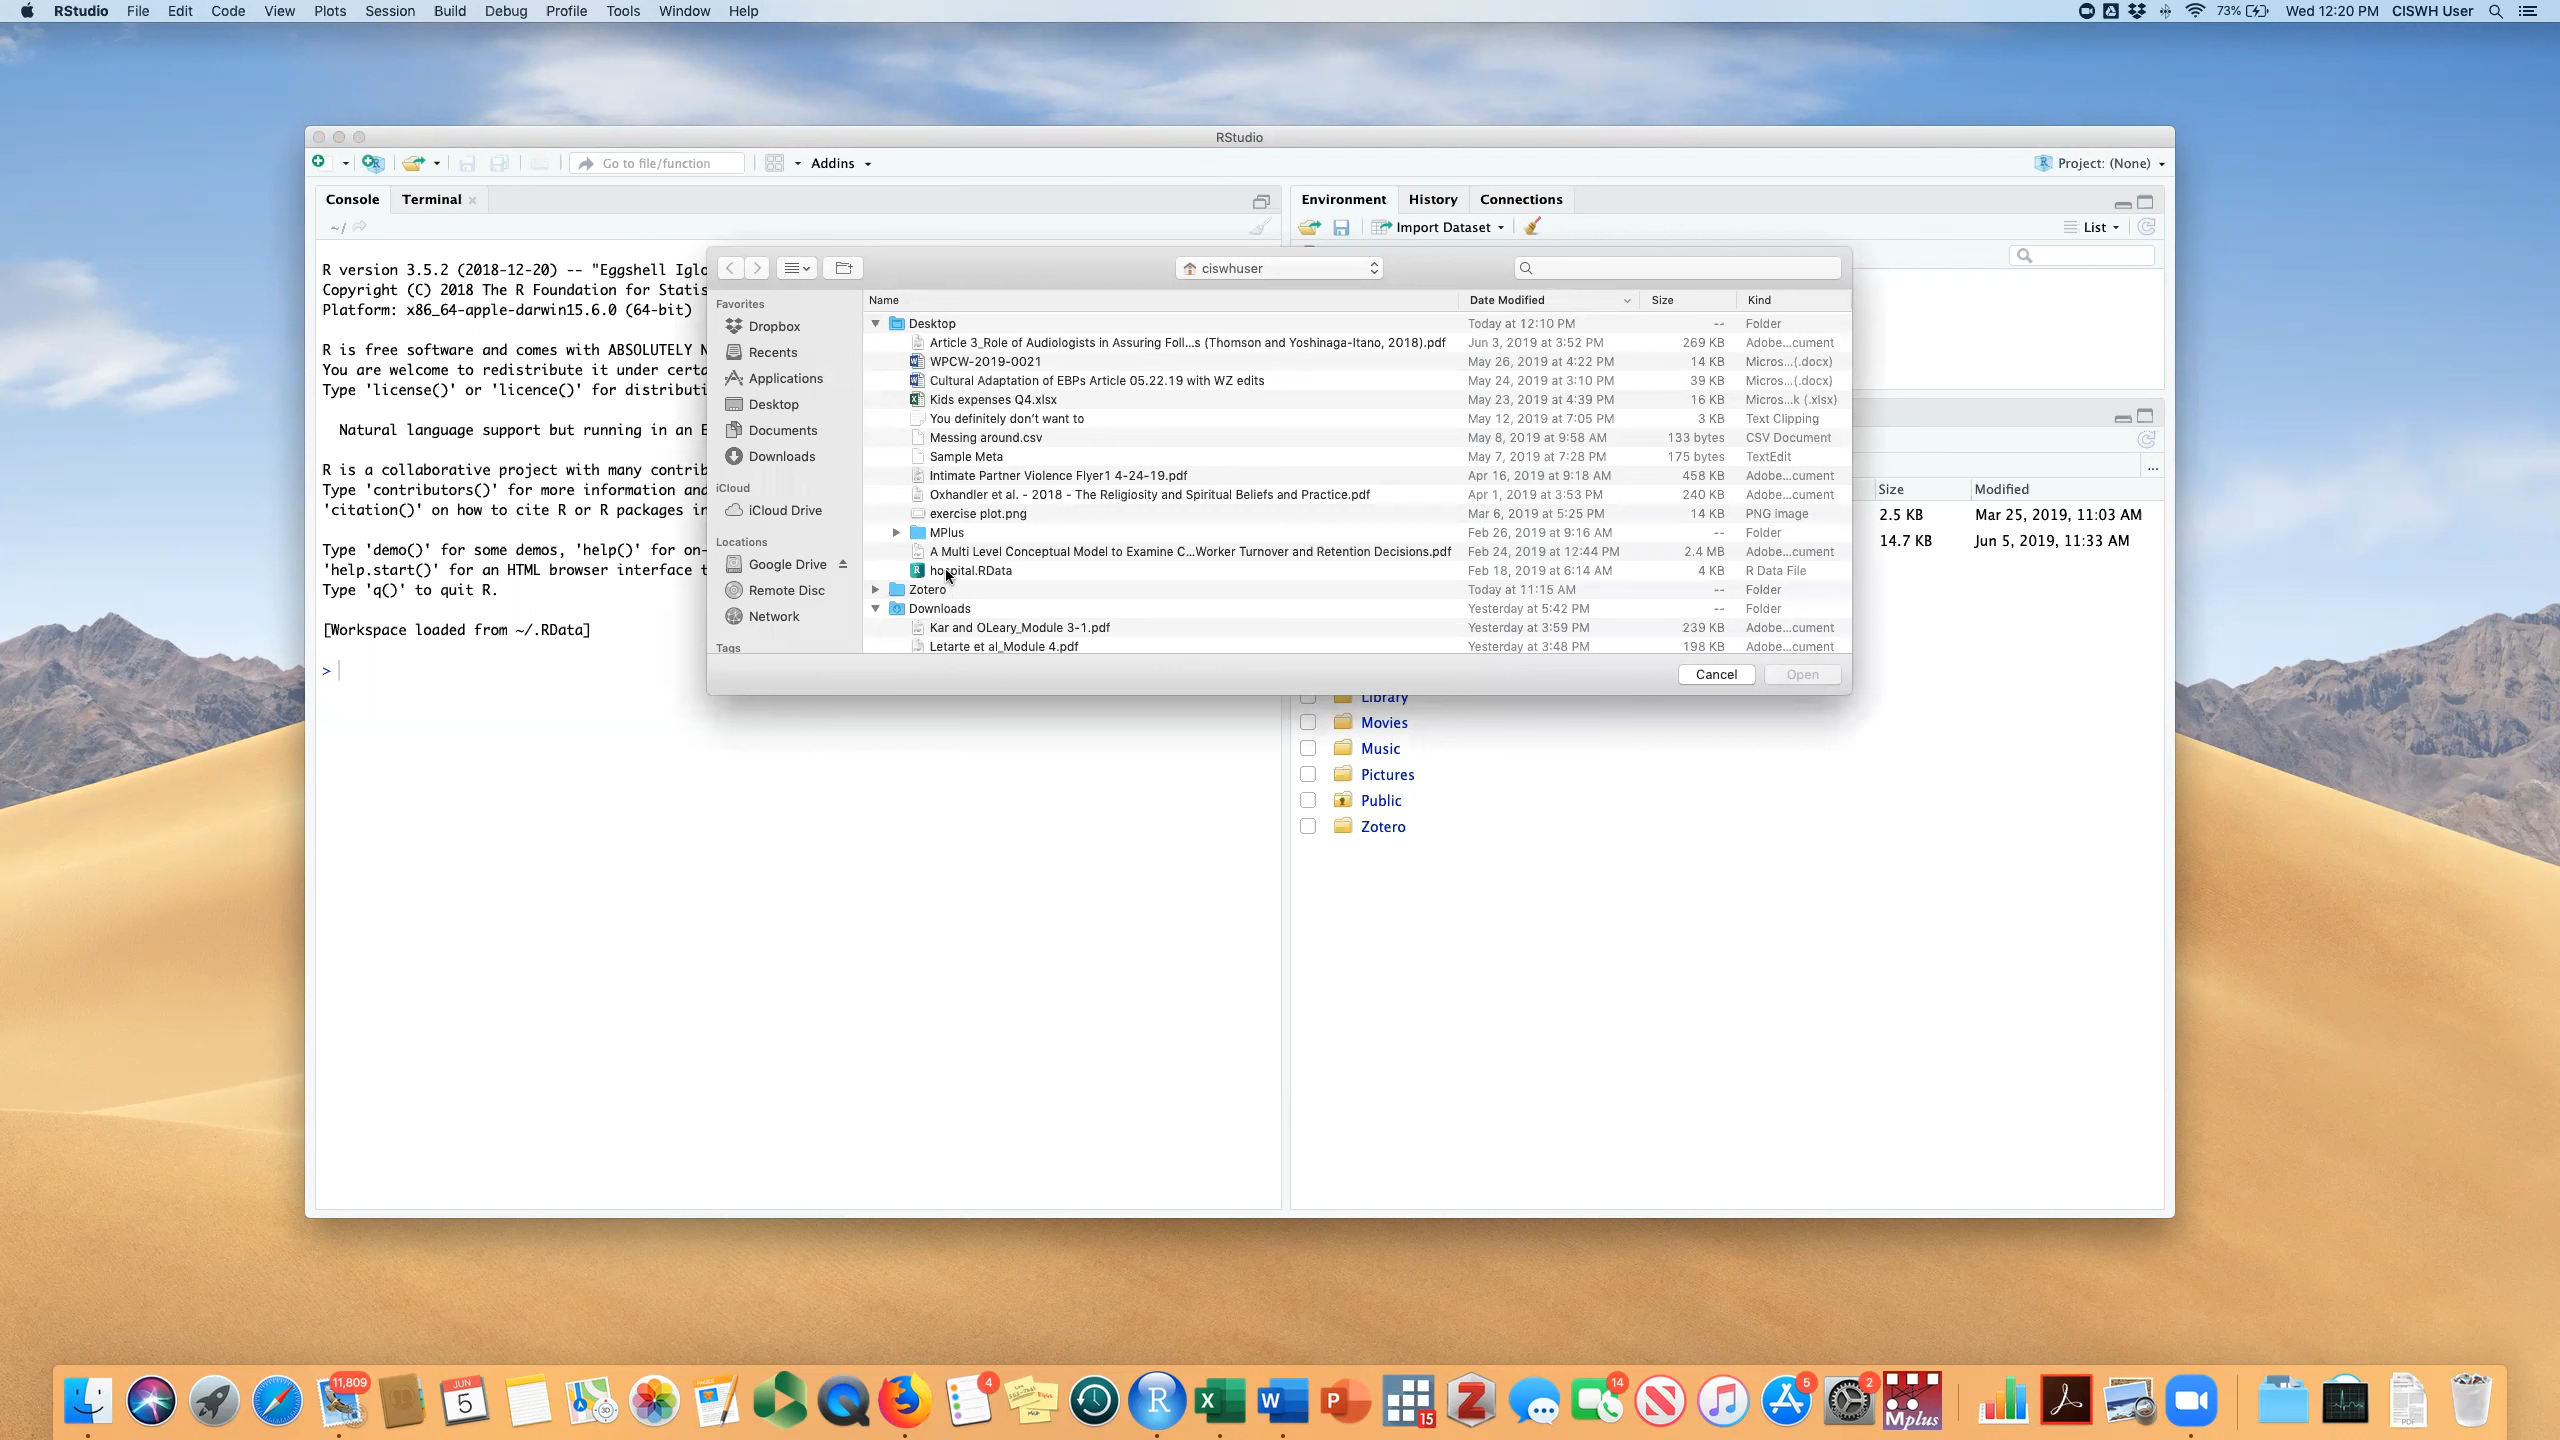 RStudio File Edit Code View Plots Session Build Debug Profile Tools Window Help
73% Wed 12:20 PM CISWH User
RStudio
Go to file/function Addins Project: (None)
Console Terminal
~/
R version 3.5.2 (2018-12-20) -- "Eggshell Iglo
Copyright (C) 2018 The R Foundation for Statis
Platform: x86_64-apple-darwin15.6.0 (64-bit)
R is free software and comes with ABSOLUTELY N
You are welcome to redistribute it under certa
Type 'license()' or 'licence()' for distributi
Natural language support but running in an E
R is a collaborative project with many contrib
Type 'contributors()' for more information and
'citation()' on how to cite R or R packages in
Type 'demo()' for some demos, 'help()' for on-
'help.start()' for an HTML browser interface t
Type 'q()' to quit R.
[Workspace loaded from ~/.RData]
>
Environment History Connections
Import Dataset List
ciswhuser
Favorites
Dropbox
Recents
Applications
Desktop
Documents
Downloads
iCloud
iCloud Drive
Locations
Google Drive
Remote Disc
Network
Tags
Name Date Modified Size Kind
Desktop Today at 12:10 PM -- Folder
Article 3_Role of Audiologists in Assuring Foll...s (Thomson and Yoshinaga-Itano, 2018).pdf Jun 3, 2019 at 3:52 PM 269 KB Adobe...cument
WPCW-2019-0021 May 26, 2019 at 4:22 PM 14 KB Micros...(.docx)
Cultural Adaptation of EBPs Article 05.22.19 with WZ edits May 24, 2019 at 3:10 PM 39 KB Micros...(.docx)
Kids expenses Q4.xlsx May 23, 2019 at 4:39 PM 16 KB Micros...k (.xlsx)
You definitely don't want to May 12, 2019 at 7:05 PM 3 KB Text Clipping
Messing around.csv May 8, 2019 at 9:58 AM 133 bytes CSV Document
Sample Meta May 7, 2019 at 7:28 PM 175 bytes TextEdit
Intimate Partner Violence Flyer1 4-24-19.pdf Apr 16, 2019 at 9:18 AM 458 KB Adobe...cument
Oxhandler et al. - 2018 - The Religiosity and Spiritual Beliefs and Practice.pdf Apr 1, 2019 at 3:53 PM 240 KB Adobe...cument
exercise plot.png Mar 6, 2019 at 5:25 PM 14 KB PNG image
MPlus Feb 26, 2019 at 9:16 AM -- Folder
A Multi Level Conceptual Model to Examine C...Worker Turnover and Retention Decisions.pdf Feb 24, 2019 at 12:44 PM 2.4 MB Adobe...cument
hospital.RData Feb 18, 2019 at 6:14 AM 4 KB R Data File
Zotero Today at 11:15 AM -- Folder
Downloads Yesterday at 5:42 PM -- Folder
Kar and OLeary_Module 3-1.pdf Yesterday at 3:59 PM 239 KB Adobe...cument
Letarte et al_Module 4.pdf Yesterday at 3:48 PM 198 KB Adobe...cument
Cancel Open
...
Size Modified
2.5 KB Mar 25, 2019, 11:03 AM
14.7 KB Jun 5, 2019, 11:33 AM
Library
Movies
Music
Pictures
Public
Zotero
11,809 JUN 5 PAGES 4 15 14 5 2 Mplus PDF